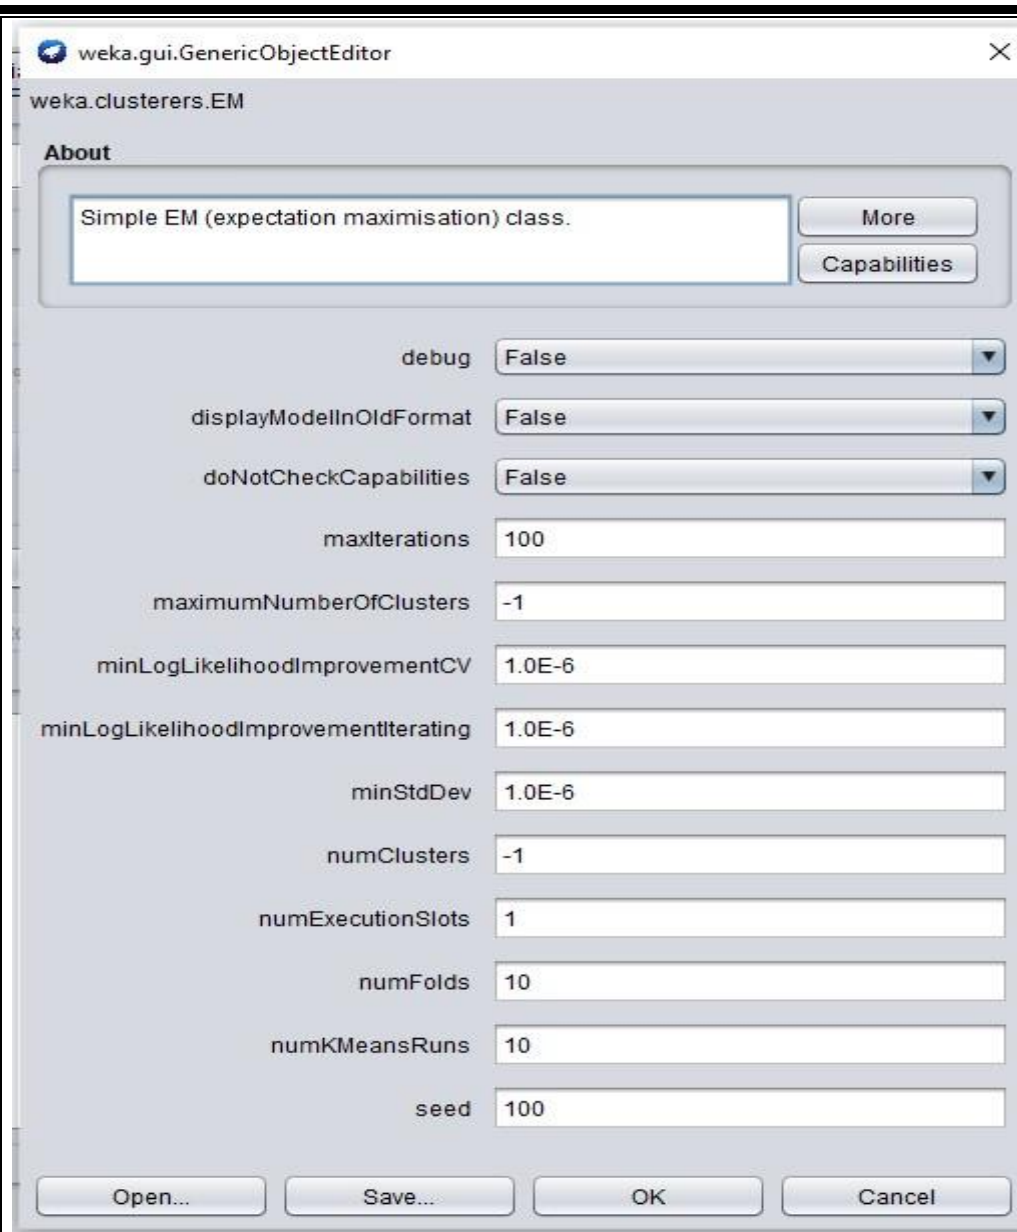 weka.gui.GenericObjectEditor
weka.clusterers.EM
About
Simple EM (expectation maximisation) class.
More
Capabilities
debug False
displayModelInOldFormat False
doNotCheckCapabilities False
maxIterations 100
maximumNumberOfClusters -1
minLogLikelihoodImprovementCV 1.0E-6
minLogLikelihoodImprovementIterating 1.0E-6
minStdDev 1.0E-6
numClusters -1
numExecutionSlots 1
numFolds 10
numKMeansRuns 10
seed 100
Open... Save... OK Cancel